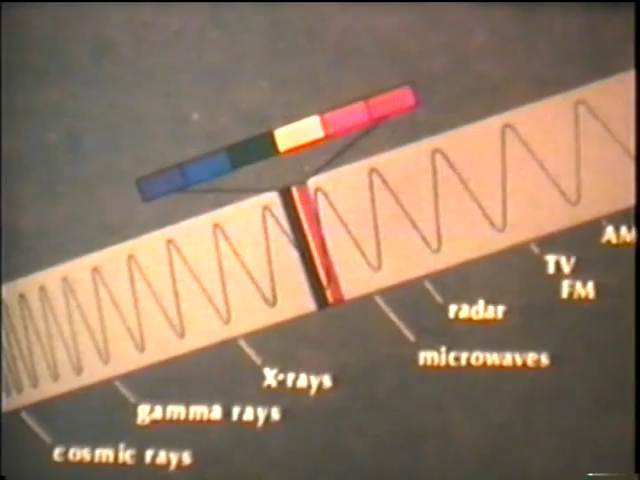 AM
TV
FM
radar
microwaves
X-rays
gamma rays
cosmic rays